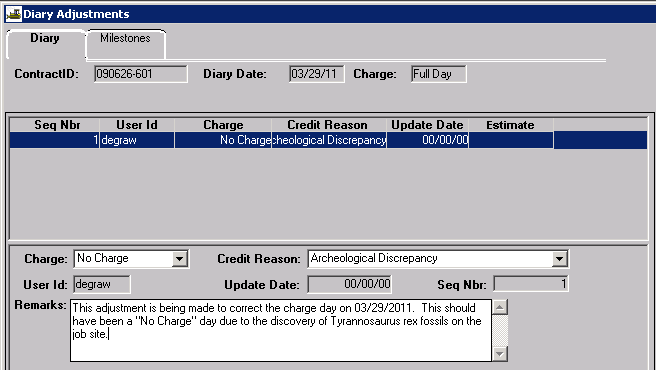 Diary Adjustments
Diary Milestones
ContractID: 090626-601 Diary Date: 03/29/11 Charge: Full Day
Seq Nbr User Id Charge Credit Reason Update Date Estimate
1 degraw No Charge cheological Discrepancy 00/00/00
Charge: No Charge Credit Reason: Archeological Discrepancy
User Id: degraw Update Date: 00/00/00 Seq Nbr: 1
Remarks: This adjustment is being made to correct the charge day on 03/29/2011. This should
have been a "No Charge" day due to the discovery of Tyrannosaurus rex fossils on the
job site.